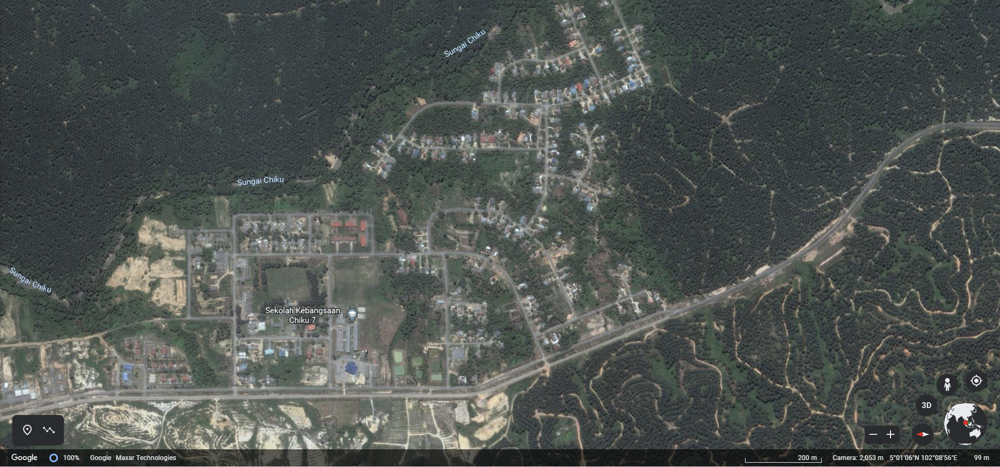 Sungai Chiku
Sungai Chiku
Sungai Chiku
Sekolah Kebangsaan
Chiku 7
3D
Google 100% Google Maxar Technologies 200 m Camera: 2,053 m 5°01'06"N 102°08'56"E 99 m